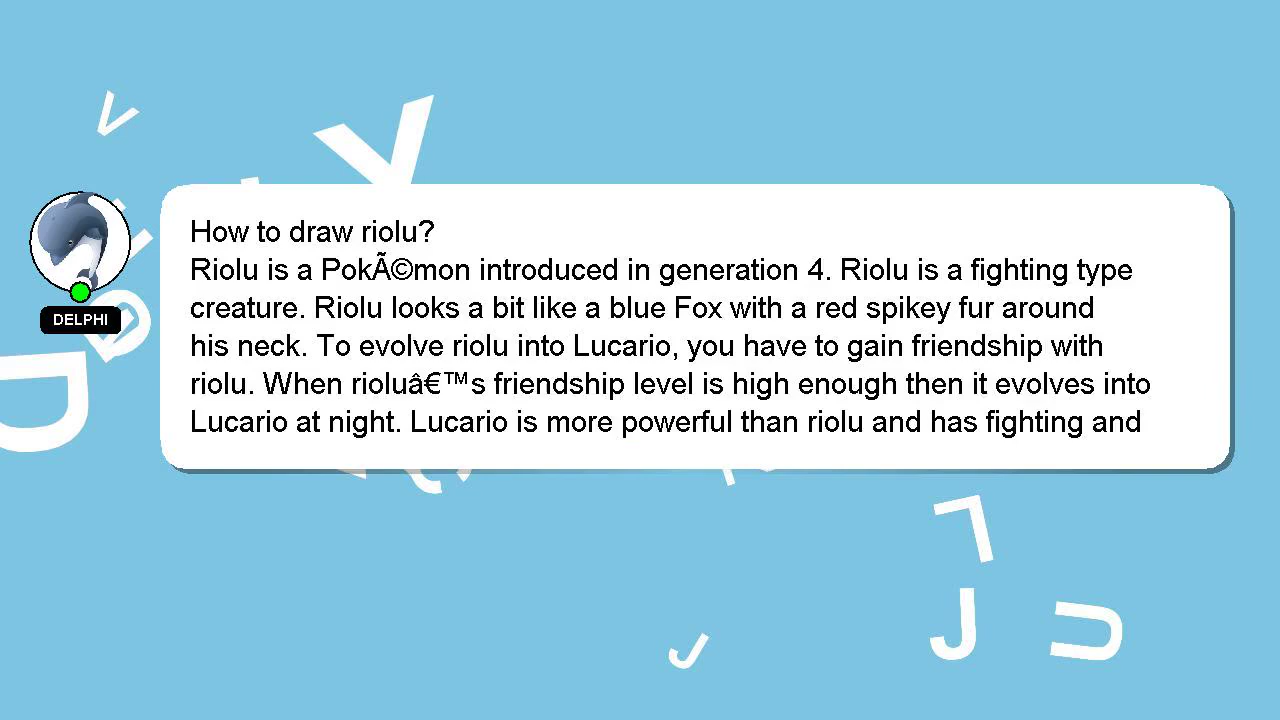 How to draw riolu?
Riolu is a PokÃ©mon introduced in generation 4. Riolu is a fighting type
creature. Riolu looks a bit like a blue Fox with a red spikey fur around
his neck. To evolve riolu into Lucario, you have to gain friendship with
riolu. When rioluâ€™s friendship level is high enough then it evolves into
Lucario at night. Lucario is more powerful than riolu and has fighting and
DELPHI